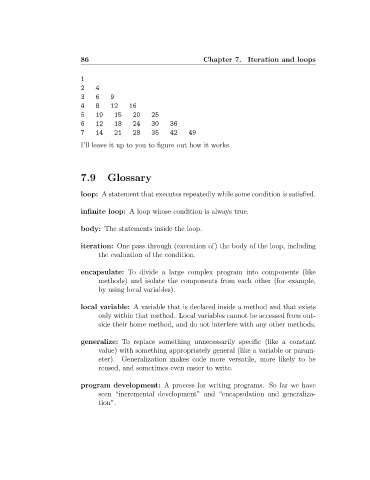 86 Chapter 7. Iteration and loops
1
2 4
3 6 9
4 8 12 16
5 10 15 20 25
6 12 18 24 30 36
7 14 21 28 35 42 49
I'll leave it up to you to figure out how it works.
7.9 Glossary
loop: A statement that executes repeatedly while some condition is satisfied.
infinite loop: A loop whose condition is always true.
body: The statements inside the loop.
iteration: One pass through (execution of) the body of the loop, including
the evaluation of the condition.
encapsulate: To divide a large complex program into components (like
methods) and isolate the components from each other (for example,
by using local variables).
local variable: A variable that is declared inside a method and that exists
only within that method. Local variables cannot be accessed from out-
side their home method, and do not interfere with any other methods.
generalize: To replace something unnecessarily specific (like a constant
value) with something appropriately general (like a variable or param-
eter). Generalization makes code more versatile, more likely to be
reused, and sometimes even easier to write.
program development: A process for writing programs. So far we have
seen "incremental development" and "encapsulation and generaliza-
tion".